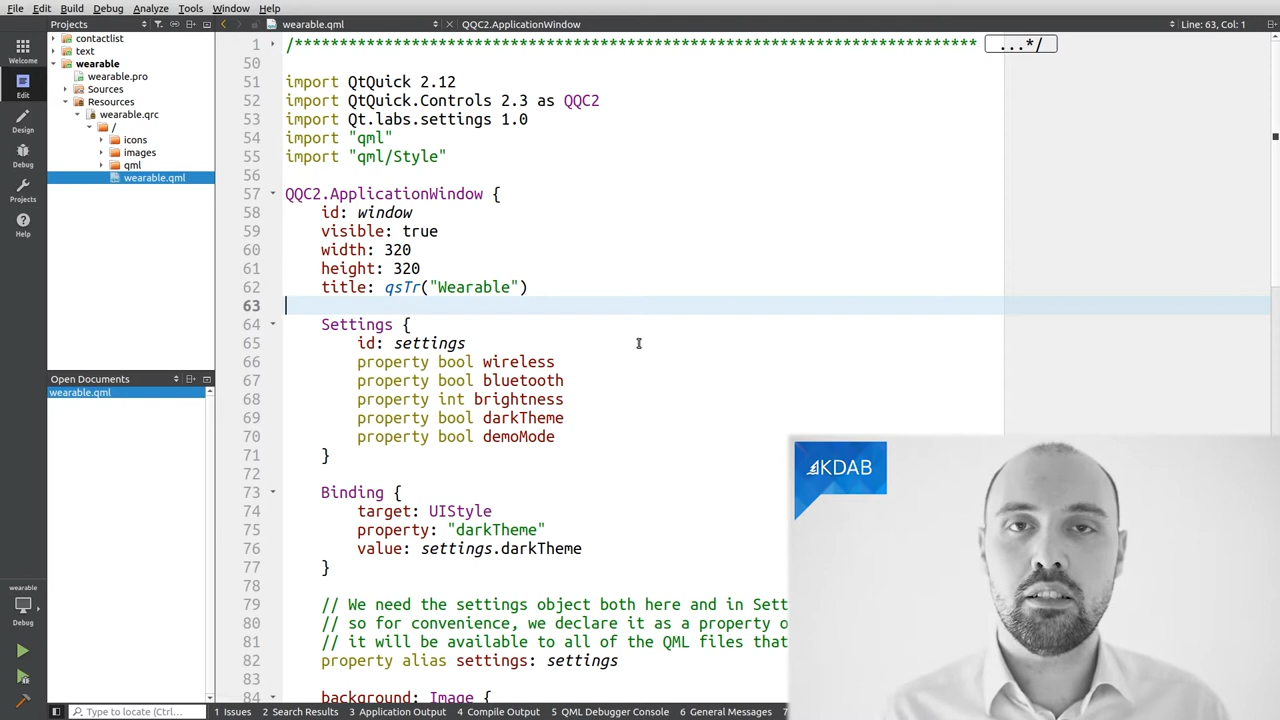 File Edit Build Debug Analyze Tools Window Help
Projects
wearable.qml
QQC2.ApplicationWindow
Line: 63, Col: 1
Welcome
Edit
Design
Debug
Projects
Help
contactlist
text
wearable
wearable.pro
Sources
Resources
wearable.qrc
/
icons
images
qml
wearable.qml
Open Documents
wearable.qml
1 /**************************************************************************** ...*/
50
51 import QtQuick 2.12
52 import QtQuick.Controls 2.3 as QQC2
53 import Qt.labs.settings 1.0
54 import "qml"
55 import "qml/Style"
56
57 QQC2.ApplicationWindow {
58 id: window
59 visible: true
60 width: 320
61 height: 320
62 title: qsTr("Wearable")
63
64 Settings {
65 id: settings
66 property bool wireless
67 property bool bluetooth
68 property int brightness
69 property bool darkTheme
70 property bool demoMode
71 }
72
73 Binding {
74 target: UIStyle
75 property: "darkTheme"
76 value: settings.darkTheme
77 }
78
79 // We need the settings object both here and in Sett
80 // so for convenience, we declare it as a property o
81 // it will be available to all of the QML files that
82 property alias settings: settings
83
84 background: Image {
KDAB
wearable
Debug
Type to locate (Ctrl...
1 Issues 2 Search Results 3 Application Output 4 Compile Output 5 QML Debugger Console 6 General Messages 7